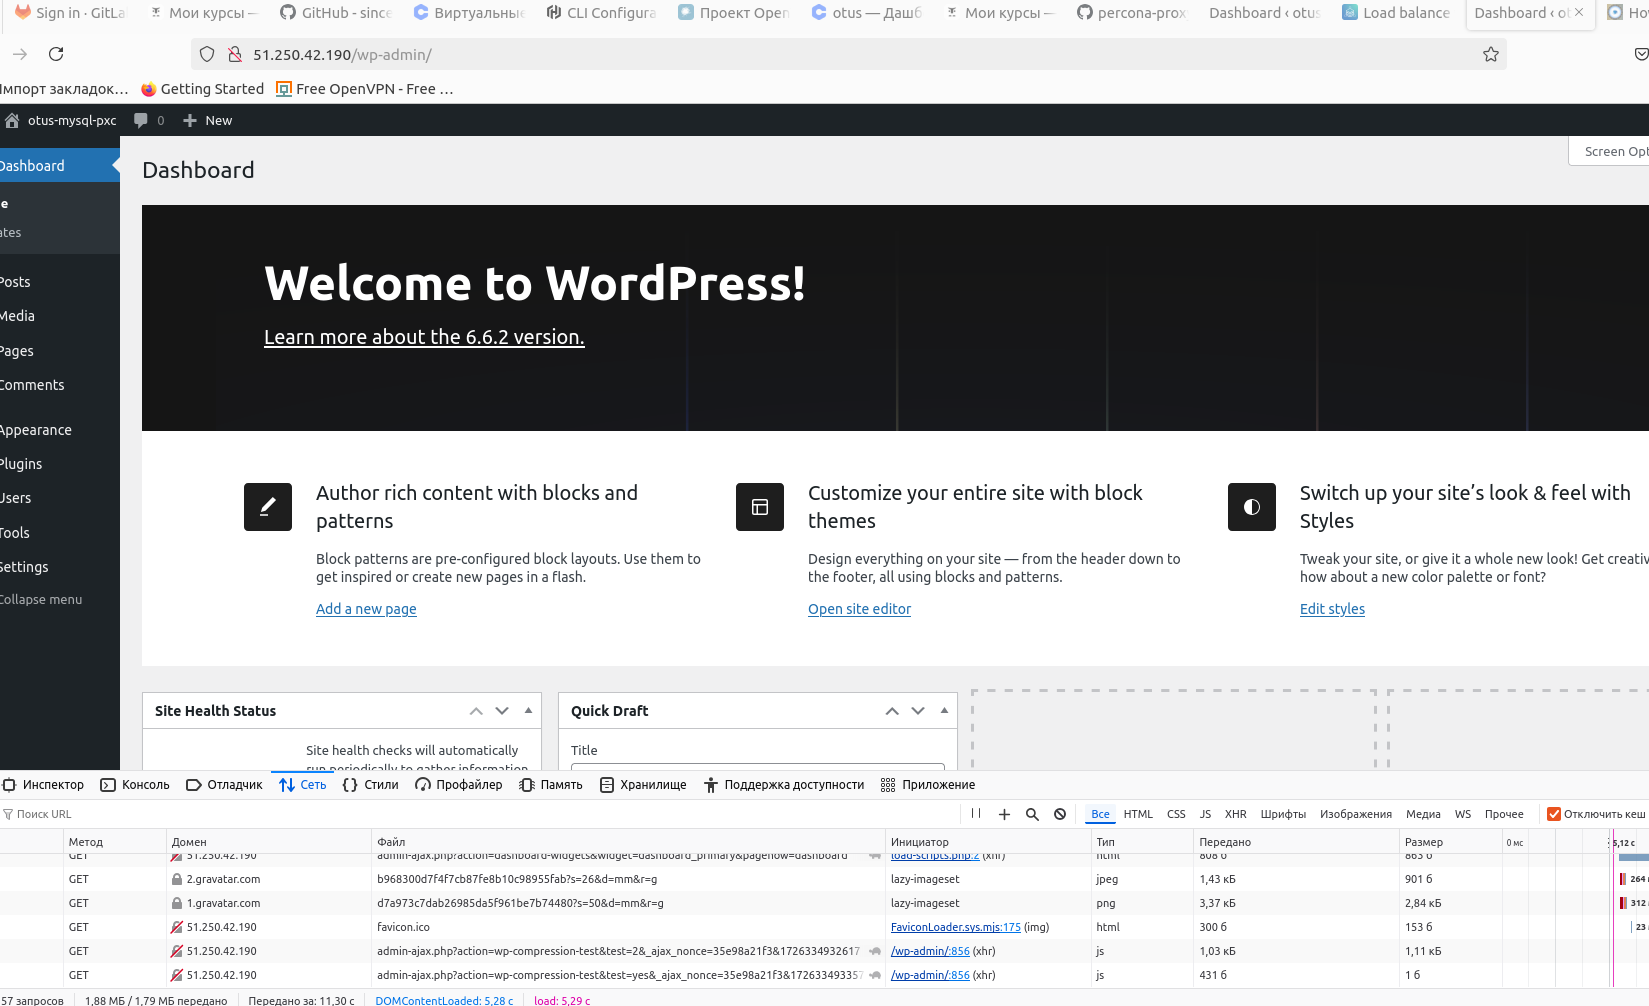 Sign in · GitLa Мои курсы — GitHub - since Виртуальные CLI Configura Проект Open otus — Дашб Мои курсы — percona-prox Dashboard ‹ otus Load balance Dashboard ‹ ot Ho
51.250.42.190/wp-admin/
Импорт закладок… Getting Started Free OpenVPN - Free …
otus-mysql-pxc 0 New
Dashboard
Screen Opt
Dashboard
e
ates
Posts
Media
Pages
Comments
Appearance
Plugins
Users
Tools
Settings
Collapse menu
Welcome to WordPress!
Learn more about the 6.6.2 version.
Author rich content with blocks and
patterns
Block patterns are pre-configured block layouts. Use them to
get inspired or create new pages in a flash.
Add a new page
Customize your entire site with block
themes
Design everything on your site — from the header down to
the footer, all using blocks and patterns.
Open site editor
Switch up your site’s look & feel with
Styles
Tweak your site, or give it a whole new look! Get creativ
how about a new color palette or font?
Edit styles
Site Health Status
Site health checks will automatically
run periodically to gather information
Quick Draft
Title
Инспектор Консоль Отладчик Сеть Стили Профайлер Память Хранилище Поддержка доступности Приложение
Поиск URL Все HTML CSS JS XHR Шрифты Изображения Медиа WS Прочее Отключить кеш
Метод Домен Файл Инициатор Тип Передано Размер 0 мс 5,12 с
GET 51.250.42.190 admin-ajax.php?action=dashboard-widgets&widget=dashboard_primary&pagenow=dashboard load-scripts.php:2 (xhr) html 808 б 863 б
GET 2.gravatar.com b968300d7f4f7cb87fe8b10c98955fab?s=26&d=mm&r=g lazy-imageset jpeg 1,43 кБ 901 б 264
GET 1.gravatar.com d7a973c7dab26985da5f961be7b74480?s=50&d=mm&r=g lazy-imageset png 3,37 кБ 2,84 кБ 312
GET 51.250.42.190 favicon.ico FaviconLoader.sys.mjs:175 (img) html 300 б 153 б 23
GET 51.250.42.190 admin-ajax.php?action=wp-compression-test&test=2&_ajax_nonce=35e98a21f3&1726334932617 /wp-admin/:856 (xhr) js 1,03 кБ 1,11 кБ
GET 51.250.42.190 admin-ajax.php?action=wp-compression-test&test=yes&_ajax_nonce=35e98a21f3&172633493357 /wp-admin/:856 (xhr) js 431 б 1 б
57 запросов 1,88 МБ / 1,79 МБ передано Передано за: 11,30 с DOMContentLoaded: 5,28 с load: 5,29 с